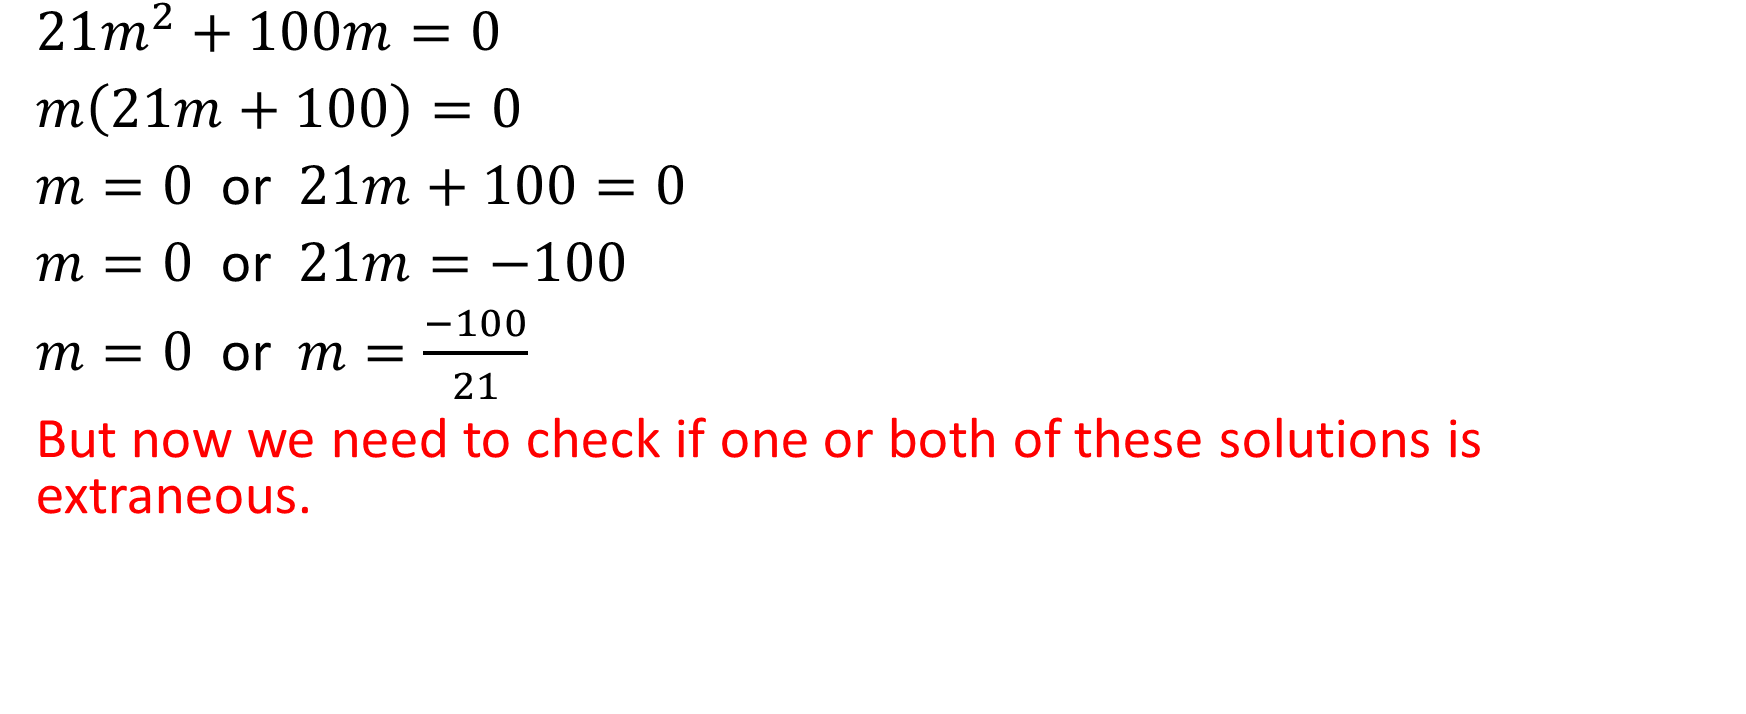 21m² + 100m = 0
m(21m + 100) = 0
m = 0 or 21m + 100 = 0
m = 0 or 21m = −100
m = 0 or m = −100/21
But now we need to check if one or both of these solutions is
extraneous.